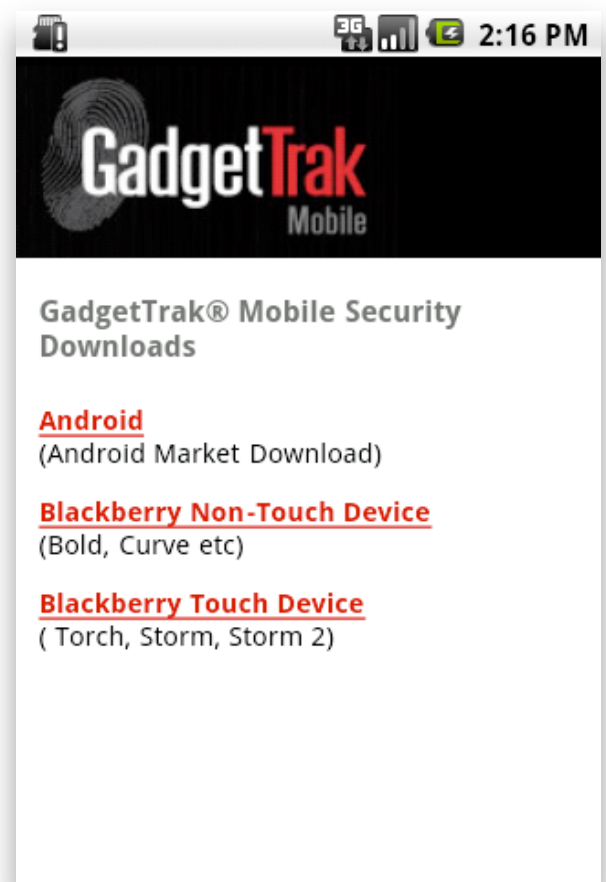 3G 2:16 PM
GadgetTrak
Mobile
GadgetTrak® Mobile Security
Downloads
Android
(Android Market Download)
Blackberry Non-Touch Device
(Bold, Curve etc)
Blackberry Touch Device
( Torch, Storm, Storm 2)